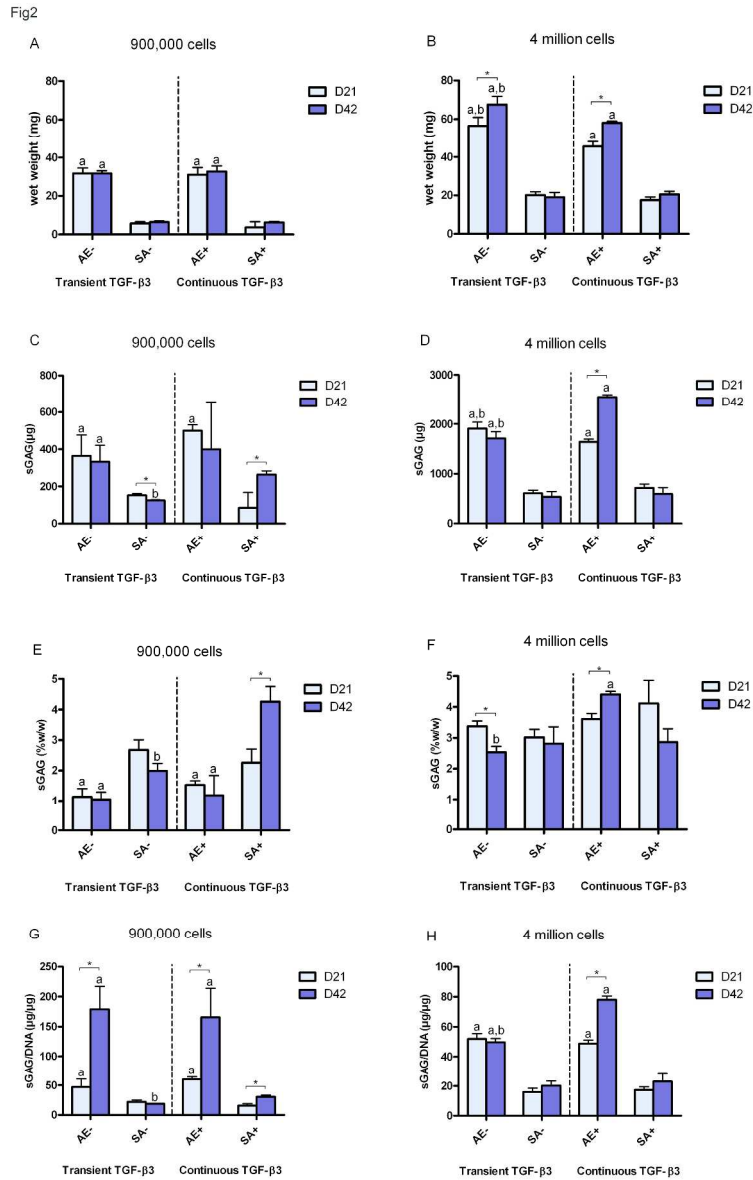 Fig2
A
900,000 cells
wet weight (mg)
80
60
40
20
0
a a a a
D21
D42
AE- SA- AE+ SA+
Transient TGF-β3 Continuous TGF-β3
B
4 million cells
wet weight (mg)
80
60
40
20
0
* *
a,b a,b a a
D21
D42
AE- SA- AE+ SA+
Transient TGF-β3 Continuous TGF-β3
C
900,000 cells
sGAG(µg)
800
600
400
200
0
a a * b a *
D21
D42
AE- SA- AE+ SA+
Transient TGF-β3 Continuous TGF-β3
D
4 million cells
sGAG (µg)
3000
2000
1000
0
a,b a,b * a a
D21
D42
AE- SA- AE+ SA+
Transient TGF-β3 Continuous TGF-β3
E
900,000 cells
sGAG (%w/w)
5
4
3
2
1
0
a a b a a *
D21
D42
AE- SA- AE+ SA+
Transient TGF-β3 Continuous TGF-β3
F
4 million cells
sGAG (%w/w)
5
4
3
2
1
0
* b * a
D21
D42
AE- SA- AE+ SA+
Transient TGF-β3 Continuous TGF-β3
G
900,000 cells
sGAG/DNA (µg/µg)
250
200
150
100
50
0
* a a b * a a *
D21
D42
AE- SA- AE+ SA+
Transient TGF-β3 Continuous TGF-β3
H
4 million cells
sGAG/DNA (µg/µg)
100
80
60
40
20
0
a a,b * a a
D21
D42
AE- SA- AE+ SA+
Transient TGF-β3 Continuous TGF-β3